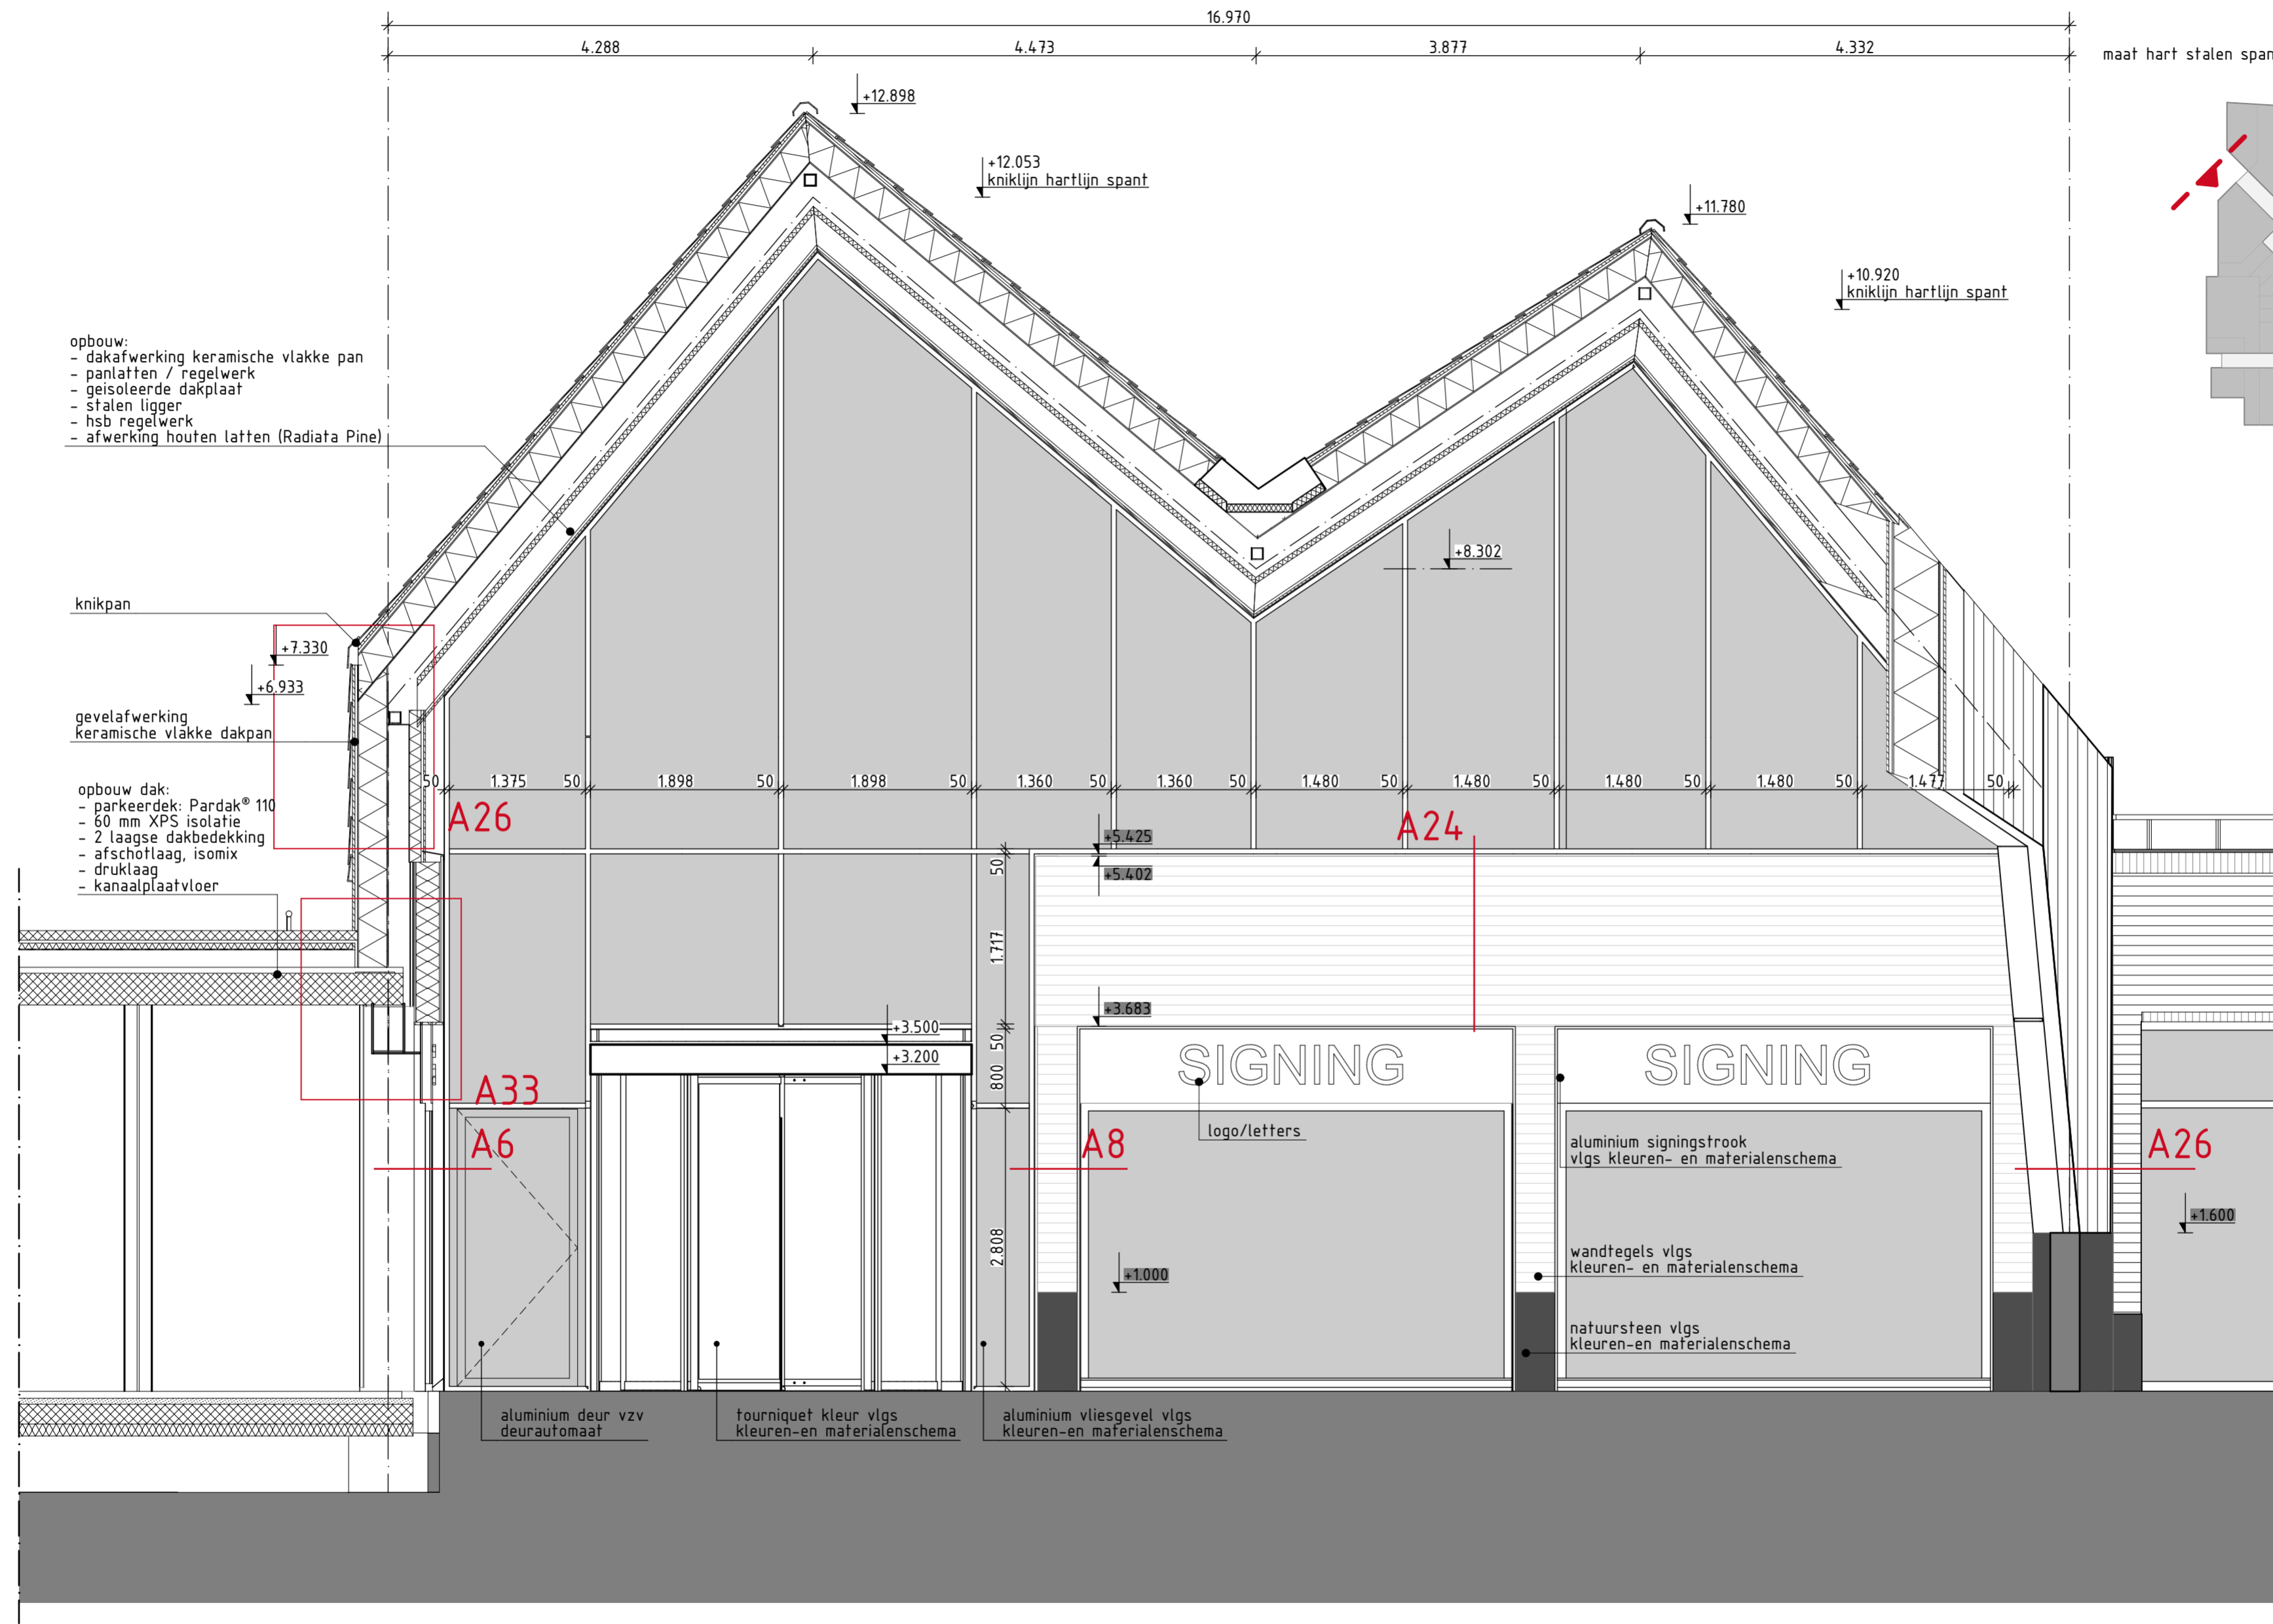 16.970
4.288
4.473
3.877
4.332
maat hart stalen span
+12.898
+12.053
kniklijn hartlijn spant
+11.780
+10.920
kniklijn hartlijn spant
opbouw:
- dakafwerking keramische vlakke pan
- panlatten / regelwerk
- geisoleerde dakplaat
- stalen ligger
- hsb regelwerk
- afwerking houten latten (Radiata Pine)
+8.302
knikpan
+7.330
+6.933
gevelafwerking
keramische vlakke dakpan
opbouw dak:
- parkeerdek: Pardak® 110
- 60 mm XPS isolatie
- 2 laagse dakbedekking
- afschotlaag, isomix
- druklaag
- kanaalplaatvloer
50 1.375 50 1.898 50 1.898 50 1.360 50 1.360 50 1.480 50 1.480 50 1.480 50 1.480 50 1.477 50
A26
A24
+5.425
50
+5.402
1.717
+3.683
+3.500
50
+3.200
800
SIGNING
SIGNING
A33
A6
A8
logo/letters
aluminium signingstrook
vlgs kleuren- en materialenschema
A26
+1.600
2.808
+1.000
wandtegels vlgs
kleuren- en materialenschema
natuursteen vlgs
kleuren-en materialenschema
aluminium deur vzv
deurautomaat
tourniquet kleur vlgs
kleuren-en materialenschema
aluminium vliesgevel vlgs
kleuren-en materialenschema